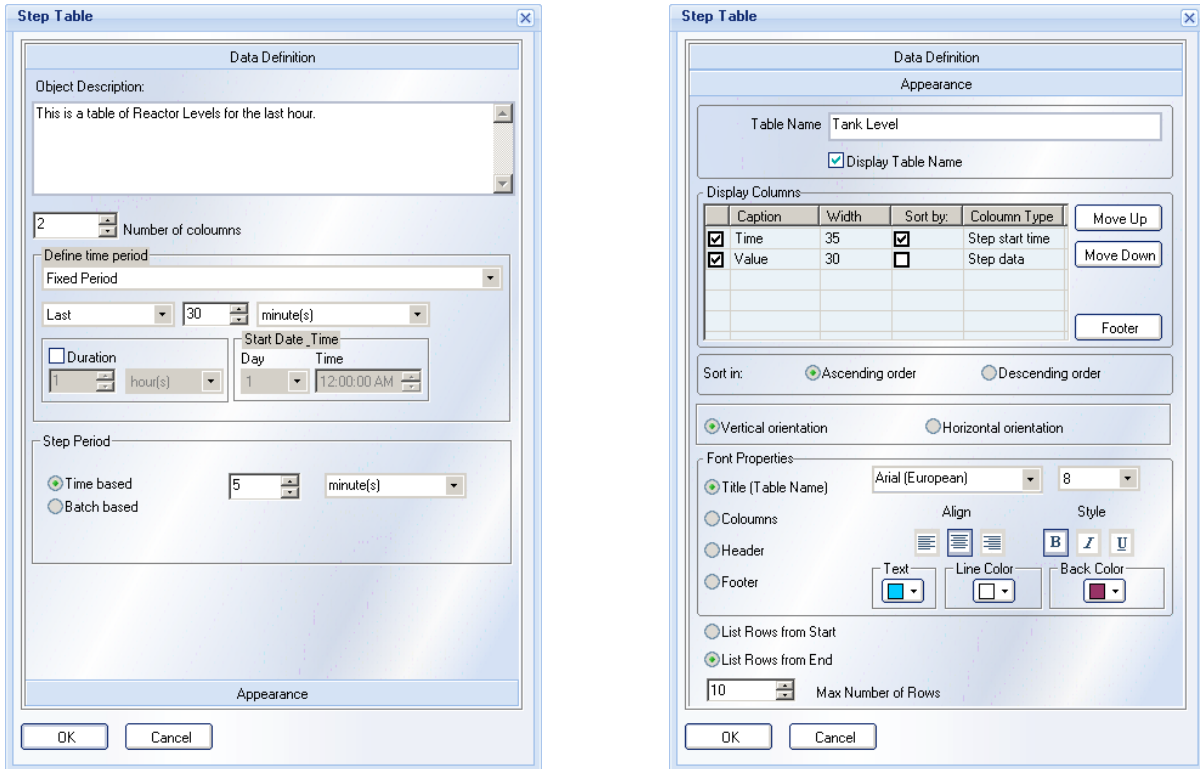 Step Table
Data Definition
Object Description:
This is a table of Reactor Levels for the last hour.
2 Number of coloumns
Define time period
Fixed Period
Last 30 minute(s)
Duration
1 hour(s)
Start Date _Time
Day Time
1 12:00:00 AM
Step Period
Time based 5 minute(s)
Batch based
Appearance
OK Cancel
Step Table
Data Definition
Appearance
Table Name Tank Level
Display Table Name
Display Columns
Caption Width Sort by: Coloumn Type
Time 35 Step start time
Value 30 Step data
Move Up
Move Down
Footer
Sort in: Ascending order Descending order
Vertical orientation Horizontal orientation
Font Properties
Title (Table Name) Arial (European) 8
Coloumns
Header
Footer
Align Style
B I U
Text Line Color Back Color
List Rows from Start
List Rows from End
10 Max Number of Rows
OK Cancel